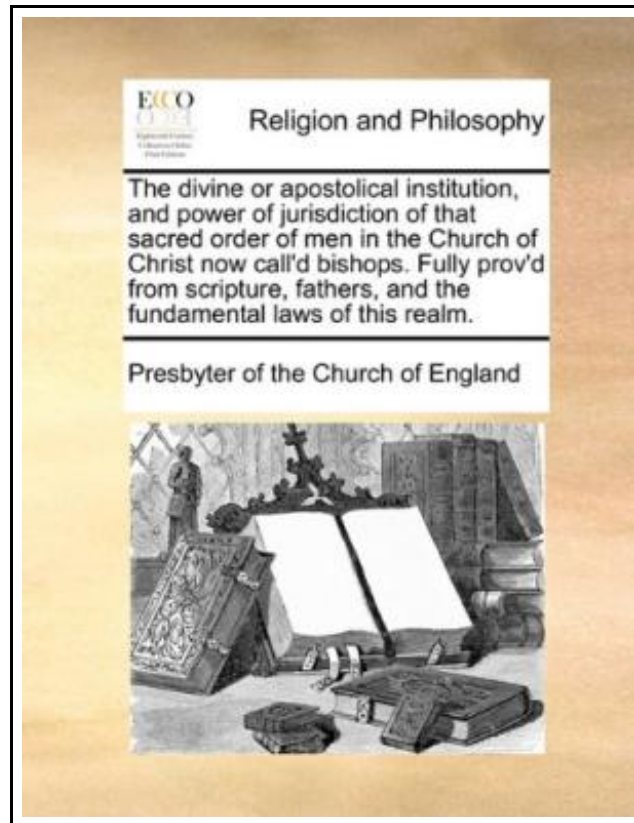 ECCO
Religion and Philosophy
The divine or apostolical institution,
and power of jurisdiction of that
sacred order of men in the Church of
Christ now call'd bishops. Fully prov'd
from scripture, fathers, and the
fundamental laws of this realm.
Presbyter of the Church of England